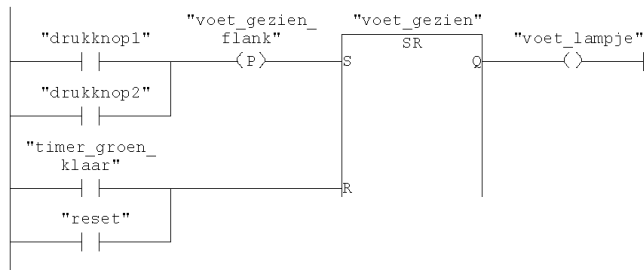 "drukknop1"
"voet_gezien_
flank"
(P)
"voet_gezien"
SR
S
Q
"voet_lampje"
"drukknop2"
"timer_groen_
klaar"
R
"reset"